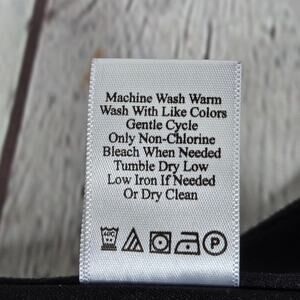 Machine Wash Warm
Wash With Like Colors
Gentle Cycle
Only Non-Chlorine
Bleach When Needed
Tumble Dry Low
Low Iron If Needed
Or Dry Clean
40C P